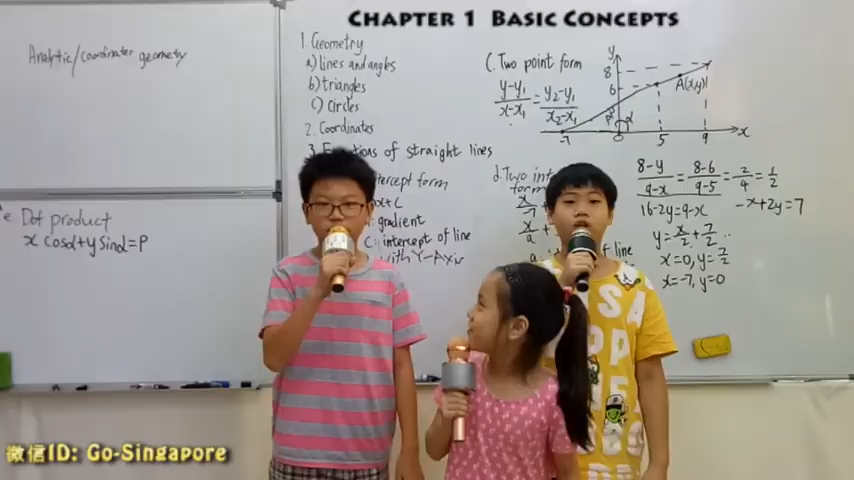 CHAPTER 1 BASIC CONCEPTS
Analytic/coordinates geometry
e Dot product
x cosα+y sinα=P
1. Geometry
a) lines and angles
b) triangles
c) circles
2. Coordinates
of straight lines
intercept form
x+C
gradient
C: intercept of line
with Y-Axis
C. Two point form
y-y₁/x-x₁ = y₂-y₁/x₂-x₁
y
8
6
A(x,y)
-7 0 5 9 x
d. Two
form
x/-7 +
x/a +
of line
8-y/9-x = 8-6/9-5 = 2/4 = 1/2
16-2y=9-x -x+2y=7
y=x/2+7/2
x=0, y=7/2
x=-7, y=0
微信ID: Go-Singapore